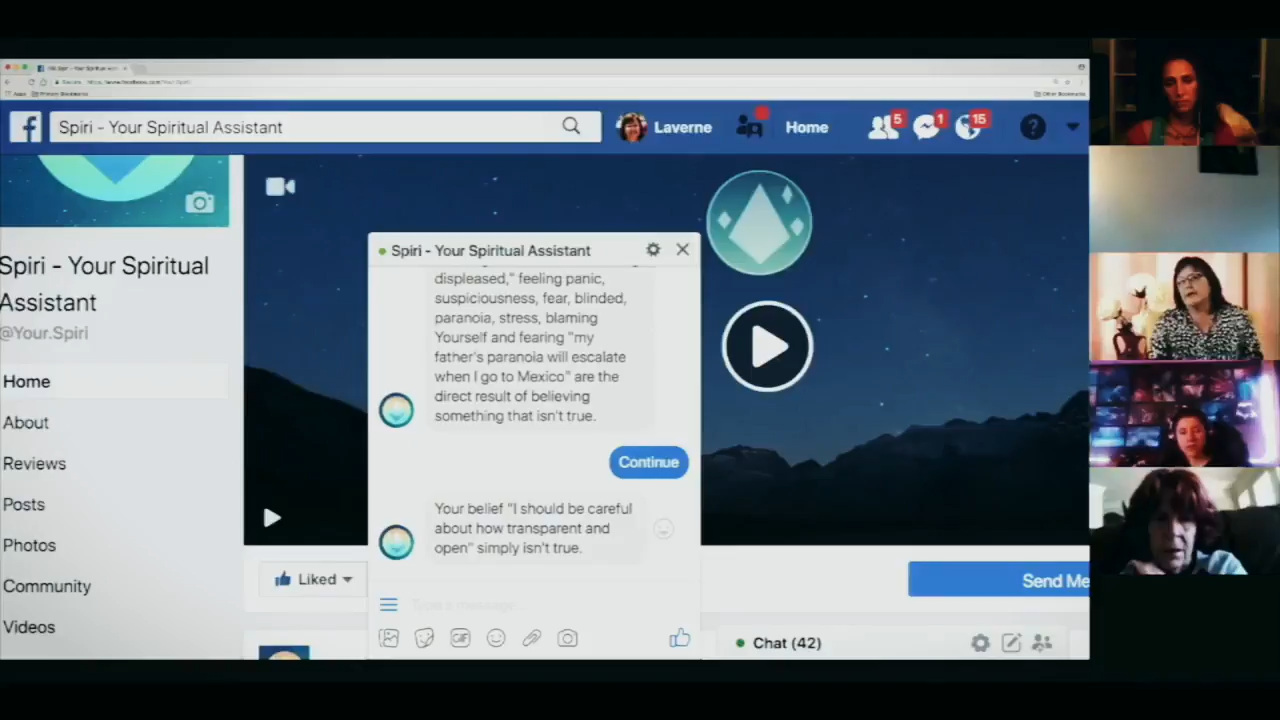 Spiri - Your Spiritual Assistant
Laverne
Home
5
1
15
?
Spiri - Your Spiritual
Assistant
@Your.Spiri
Home
About
Reviews
Posts
Photos
Community
Videos
Spiri - Your Spiritual Assistant
displeased," feeling panic,
suspiciousness, fear, blinded,
paranoia, stress, blaming
Yourself and fearing "my
father's paranoia will escalate
when I go to Mexico" are the
direct result of believing
something that isn't true.
Continue
Your belief "I should be careful
about how transparent and
open" simply isn't true.
Type a message...
GIF
Liked
Send Me
Chat (42)